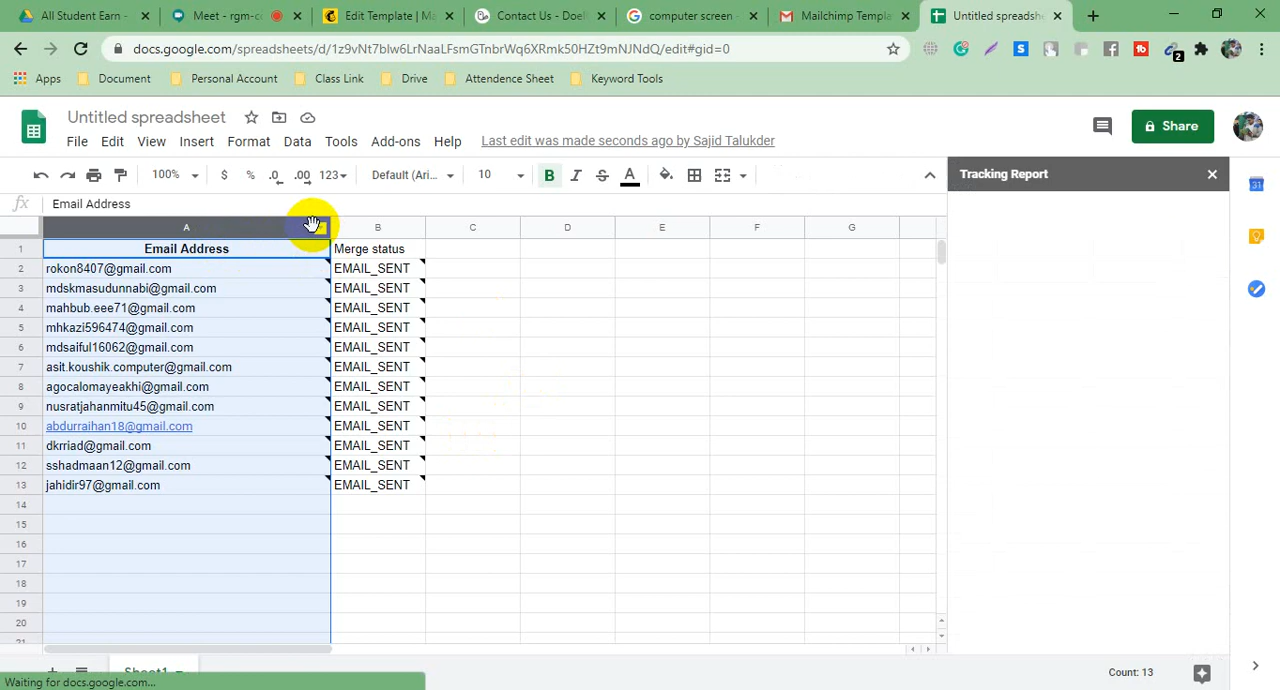 All Student Earn -
Meet - rgm-c
Edit Template | Ma
Contact Us - Doel
computer screen -
Mailchimp Templa
Untitled spreadshe
docs.google.com/spreadsheets/d/1z9vNt7blw6LrNaaLFsmGTnbrWq6XRmk50HZt9mNJNdQ/edit#gid=0
Apps
Document
Personal Account
Class Link
Drive
Attendence Sheet
Keyword Tools
Untitled spreadsheet
File Edit View Insert Format Data Tools Add-ons Help
Last edit was made seconds ago by Sajid Talukder
Share
100% $ % .0 .00 123 Default (Ari... 10 B I S A
Tracking Report
fx Email Address
A B C D E F G
1 Email Address Merge status
2 rokon8407@gmail.com EMAIL_SENT
3 mdskmasudunnabi@gmail.com EMAIL_SENT
4 mahbub.eee71@gmail.com EMAIL_SENT
5 mhkazi596474@gmail.com EMAIL_SENT
6 mdsaiful16062@gmail.com EMAIL_SENT
7 asit.koushik.computer@gmail.com EMAIL_SENT
8 agocalomayeakhi@gmail.com EMAIL_SENT
9 nusratjahanmitu45@gmail.com EMAIL_SENT
10 abdurraihan18@gmail.com EMAIL_SENT
11 dkrriad@gmail.com EMAIL_SENT
12 sshadmaan12@gmail.com EMAIL_SENT
13 jahidir97@gmail.com EMAIL_SENT
14
15
16
17
18
19
20
21
Sheet1
Count: 13
Waiting for docs.google.com...